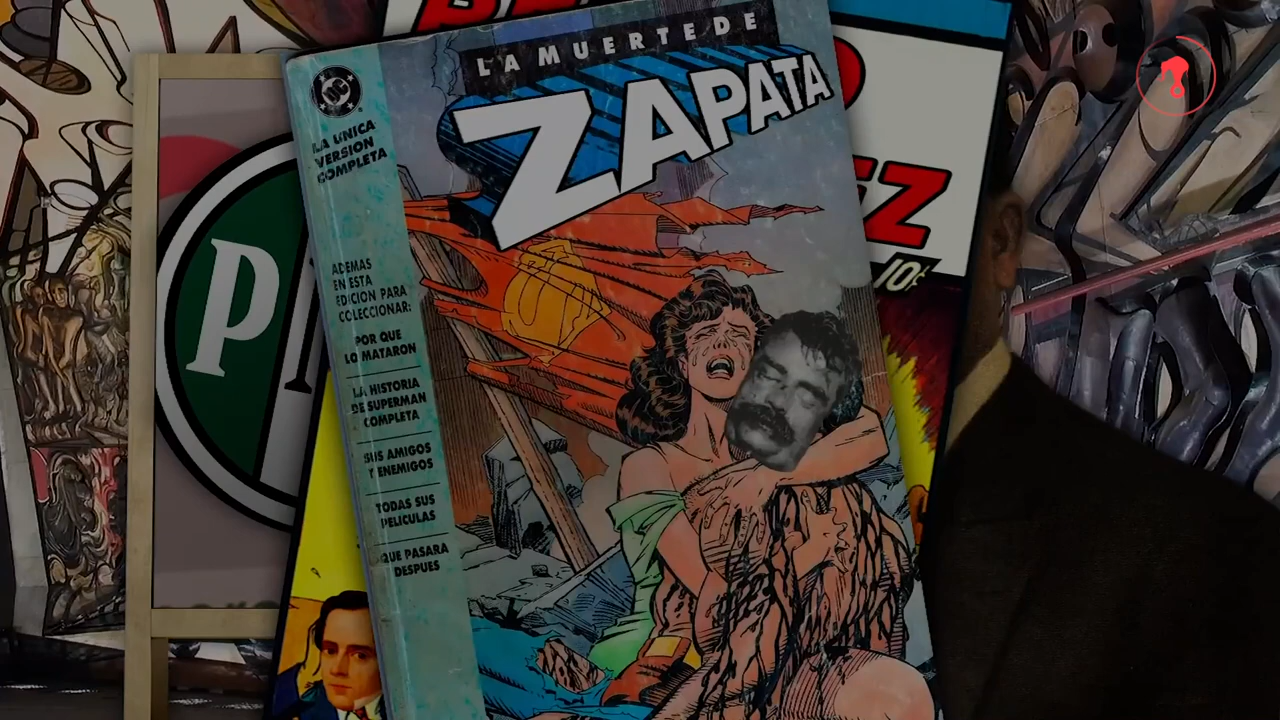 LA MUERTE DE
ZAPATA
DC
LA UNICA
VERSION
COMPLETA
ADEMAS
EN ESTA
EDICION PARA
COLECCIONAR:
POR QUE
LO MATARON
LA HISTORIA
DE SUPERMAN
COMPLETA
SUS AMIGOS
Y ENEMIGOS
TODAS SUS
PELICULAS
QUE PASARA
DESPUES
P
EZ